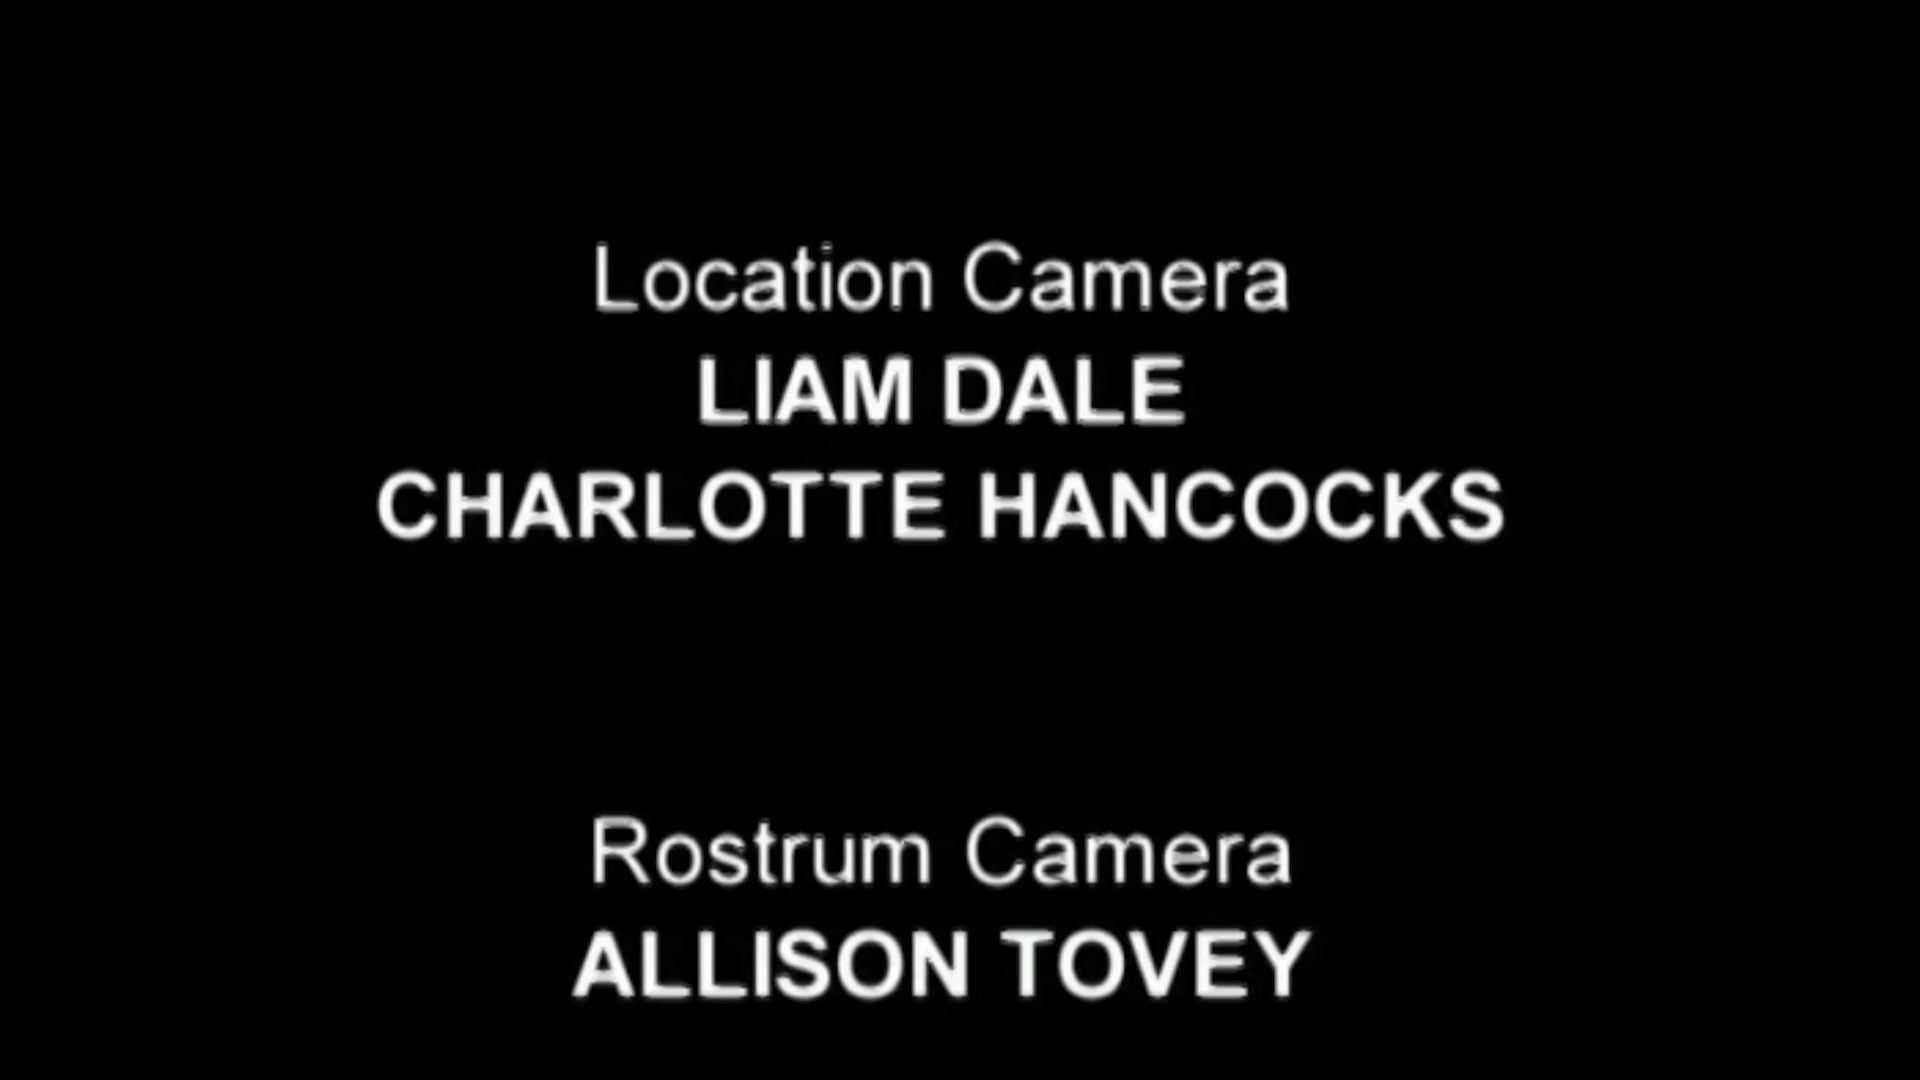 Location Camera
LIAM DALE
CHARLOTTE HANCOCKS
Rostrum Camera
ALLISON TOVEY